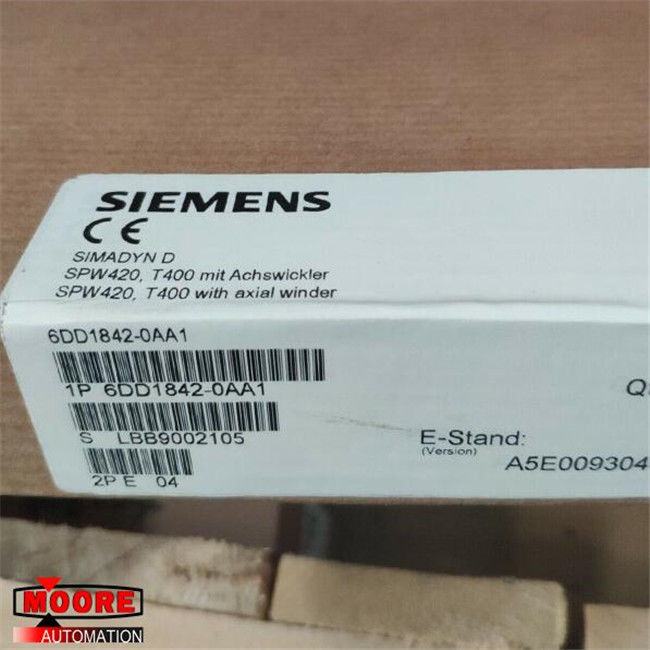 SIEMENS
CE
SIMADYN D
SPW420, T400 mit Achswickler
SPW420, T400 with axial winder
6DD1842-0AA1
1P 6DD1842-0AA1
S LBB9002105
2P E 04
E-Stand:
(Version)
A5E009304
MOORE
AUTOMATION